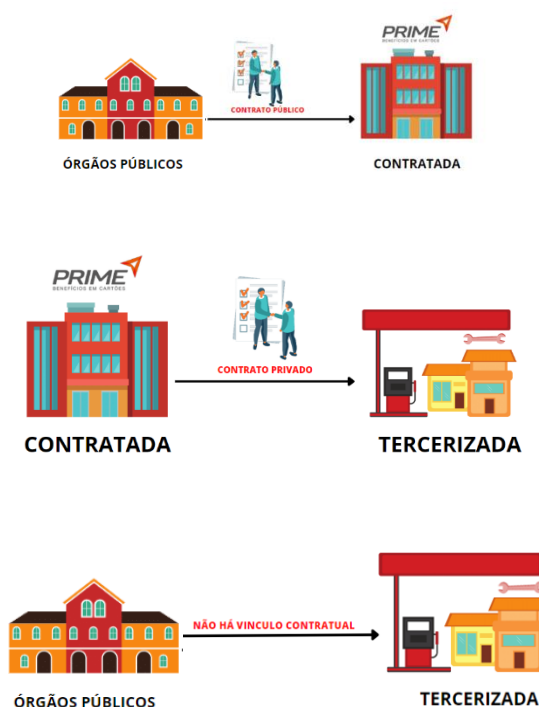 PRIME
BENEFÍCIOS EM CARTÕES
CONTRATO PÚBLICO
ÓRGÃOS PÚBLICOS
CONTRATADA
PRIME
BENEFÍCIOS EM CARTÕES
CONTRATO PRIVADO
CONTRATADA
TERCERIZADA
NÃO HÁ VINCULO CONTRATUAL
ÓRGÃOS PÚBLICOS
TERCERIZADA